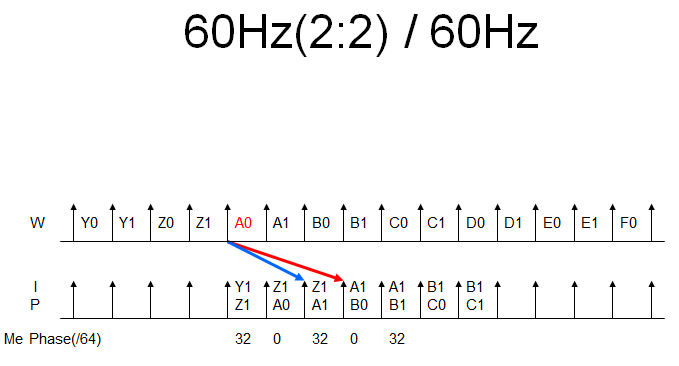 60Hz(2:2) / 60Hz
W Y0 Y1 Z0 Z1 A0 A1 B0 B1 C0 C1 D0 D1 E0 E1 F0
I Y1 Z1 Z1 A1 A1 B1 B1
P Z1 A0 A1 B0 B1 C0 C1
Me Phase(/64) 32 0 32 0 32